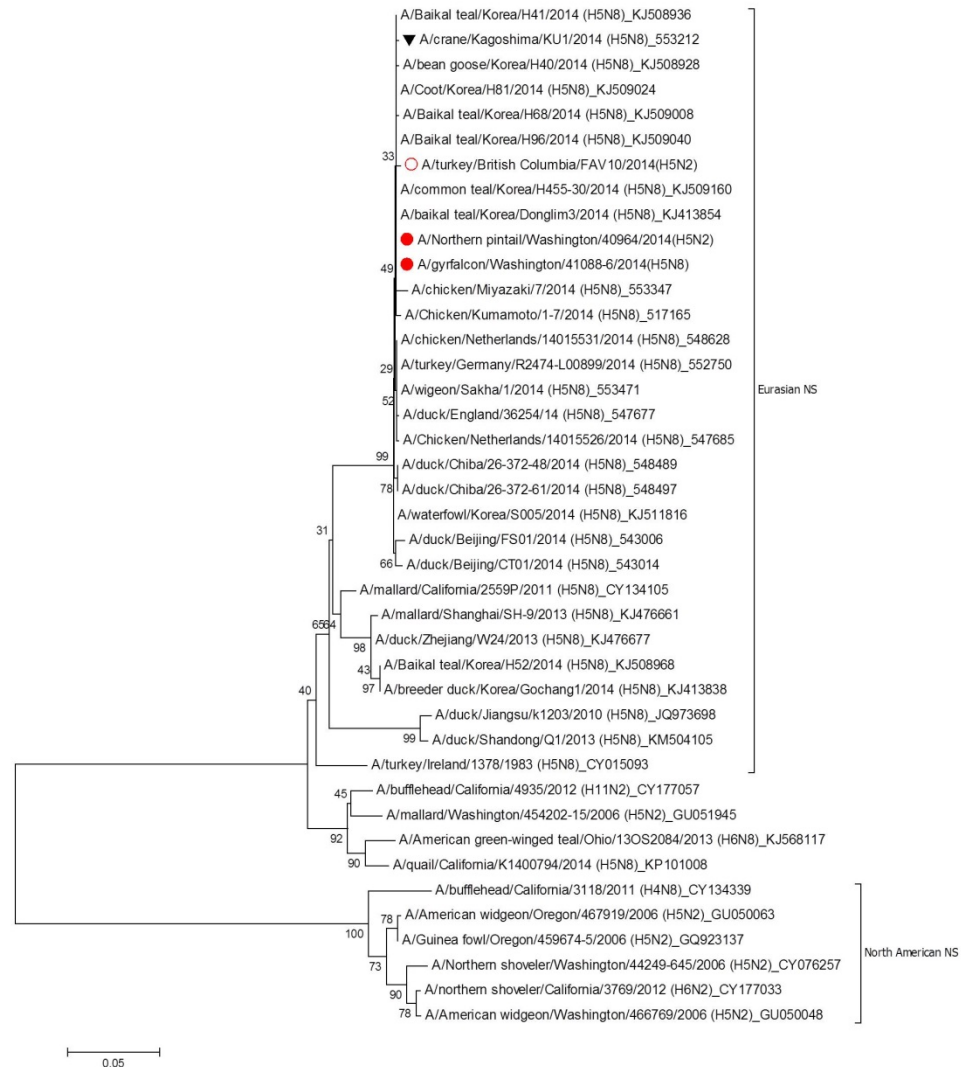 A/Baikal teal/Korea/H41/2014 (H5N8)_KJ508936
A/crane/Kagoshima/KU1/2014 (H5N8)_553212
A/bean goose/Korea/H40/2014 (H5N8)_KJ508928
A/Coot/Korea/H81/2014 (H5N8)_KJ509024
A/Baikal teal/Korea/H68/2014 (H5N8)_KJ509008
A/Baikal teal/Korea/H96/2014 (H5N8)_KJ509040
33
A/turkey/British Columbia/FAV10/2014(H5N2)
A/common teal/Korea/H455-30/2014 (H5N8)_KJ509160
A/baikal teal/Korea/Donglim3/2014 (H5N8)_KJ413854
A/Northern pintail/Washington/40964/2014(H5N2)
49
A/gyrfalcon/Washington/41088-6/2014(H5N8)
A/chicken/Miyazaki/7/2014 (H5N8)_553347
A/Chicken/Kumamoto/1-7/2014 (H5N8)_517165
A/chicken/Netherlands/14015531/2014 (H5N8)_548628
29
A/turkey/Germany/R2474-L00899/2014 (H5N8)_552750
A/wigeon/Sakha/1/2014 (H5N8)_553471
Eurasian NS
52
A/duck/England/36254/14 (H5N8)_547677
A/Chicken/Netherlands/14015526/2014 (H5N8)_547685
99
A/duck/Chiba/26-372-48/2014 (H5N8)_548489
78
A/duck/Chiba/26-372-61/2014 (H5N8)_548497
A/waterfowl/Korea/S005/2014 (H5N8)_KJ511816
31
A/duck/Beijing/FS01/2014 (H5N8)_543006
66
A/duck/Beijing/CT01/2014 (H5N8)_543014
A/mallard/California/2559P/2011 (H5N8)_CY134105
A/mallard/Shanghai/SH-9/2013 (H5N8)_KJ476661
65
64
A/duck/Zhejiang/W24/2013 (H5N8)_KJ476677
98
A/Baikal teal/Korea/H52/2014 (H5N8)_KJ508968
43
97
A/breeder duck/Korea/Gochang1/2014 (H5N8)_KJ413838
40
A/duck/Jiangsu/k1203/2010 (H5N8)_JQ973698
99
A/duck/Shandong/Q1/2013 (H5N8)_KM504105
A/turkey/Ireland/1378/1983 (H5N8)_CY015093
A/bufflehead/California/4935/2012 (H11N2)_CY177057
45
A/mallard/Washington/454202-15/2006 (H5N2)_GU051945
92
A/American green-winged teal/Ohio/13OS2084/2013 (H6N8)_KJ568117
90
A/quail/California/K1400794/2014 (H5N8)_KP101008
A/bufflehead/California/3118/2011 (H4N8)_CY134339
78
A/American widgeon/Oregon/467919/2006 (H5N2)_GU050063
100
A/Guinea fowl/Oregon/459674-5/2006 (H5N2)_GQ923137
North American NS
73
A/Northern shoveler/Washington/44249-645/2006 (H5N2)_CY076257
90
A/northern shoveler/California/3769/2012 (H6N2)_CY177033
78
A/American widgeon/Washington/466769/2006 (H5N2)_GU050048
0.05